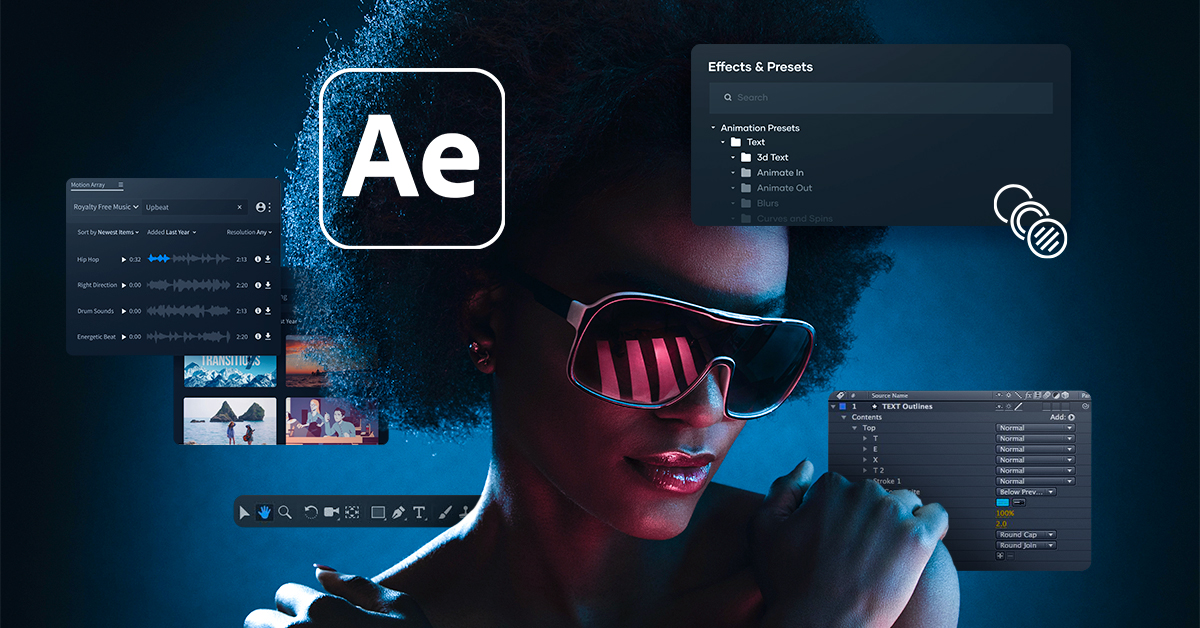 Ae
Effects & Presets
Search
Animation Presets
Text
3d Text
Animate In
Animate Out
Blurs
Curves and Spins
Motion Array
Royalty Free Music Upbeat ×
Sort by Newest Items Added Last Year Resolution Any
Hip Hop 0:32 2:13
Right Direction 0:00 2:20
Drum Sounds 0:00 2:13
Energetic Beat 0:00 2:20
st Year
TRANSITIONS
T
# Source Name fx
1 TEXT Outlines
Contents Add:
Top Normal
T Normal
E Normal
X Normal
T 2 Normal
Stroke 1 Normal
Below Prev...
100%
2.0
Round Cap
Round Join